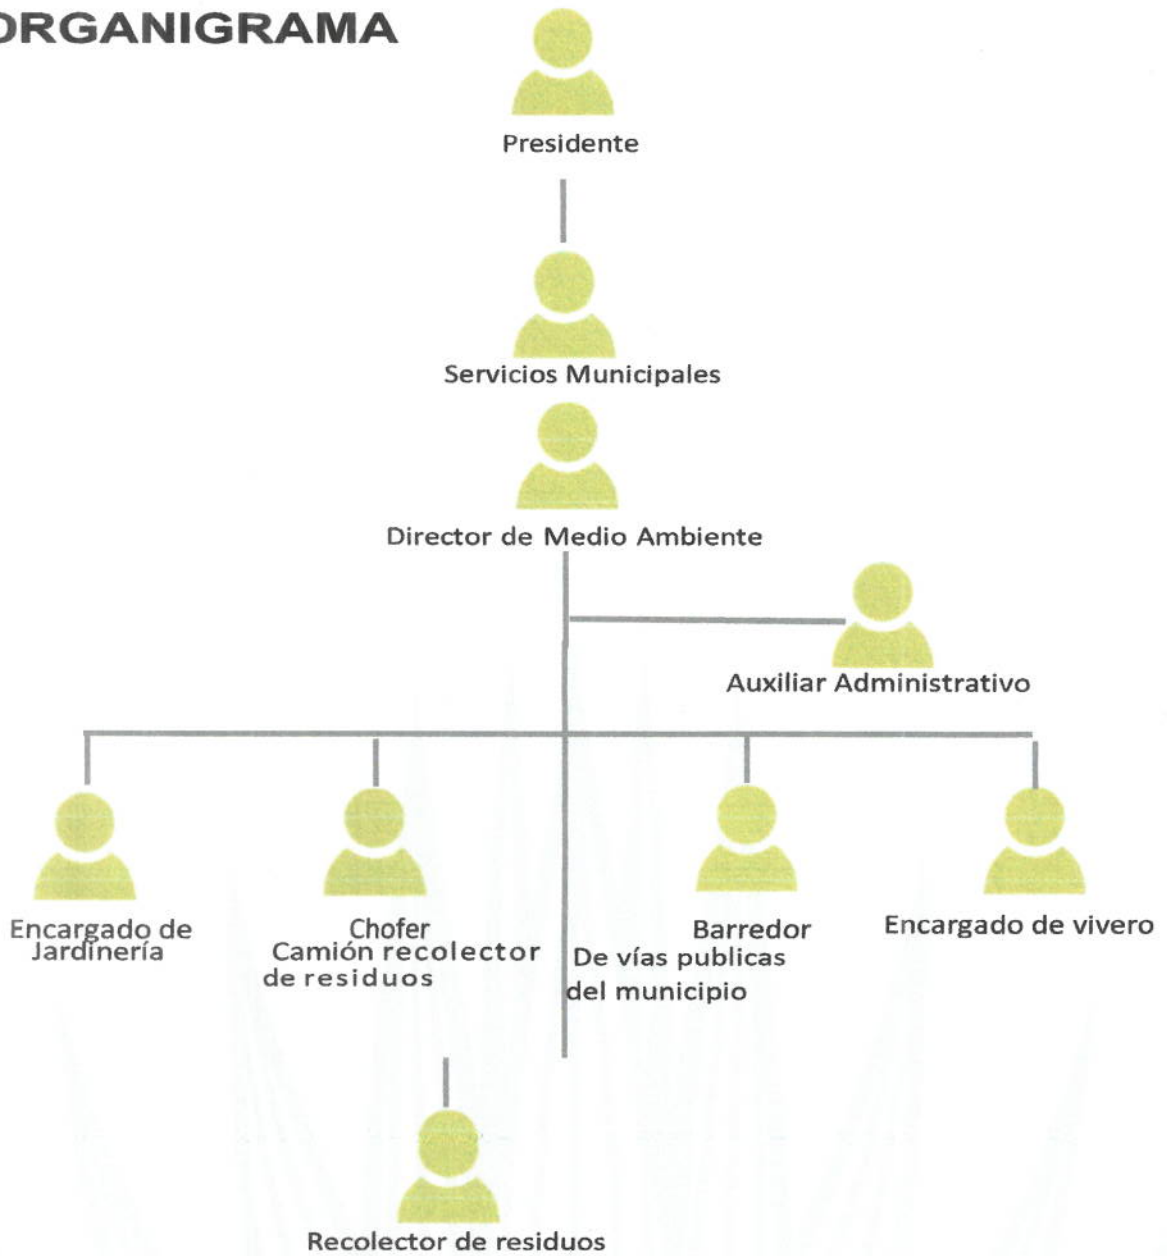 ORGANIGRAMA
Presidente
Servicios Municipales
Director de Medio Ambiente
Auxiliar Administrativo
Encargado de
Jardinería
Chofer
Camión recolector
de residuos
Barredor
De vías publicas
del municipio
Encargado de vivero
Recolector de residuos